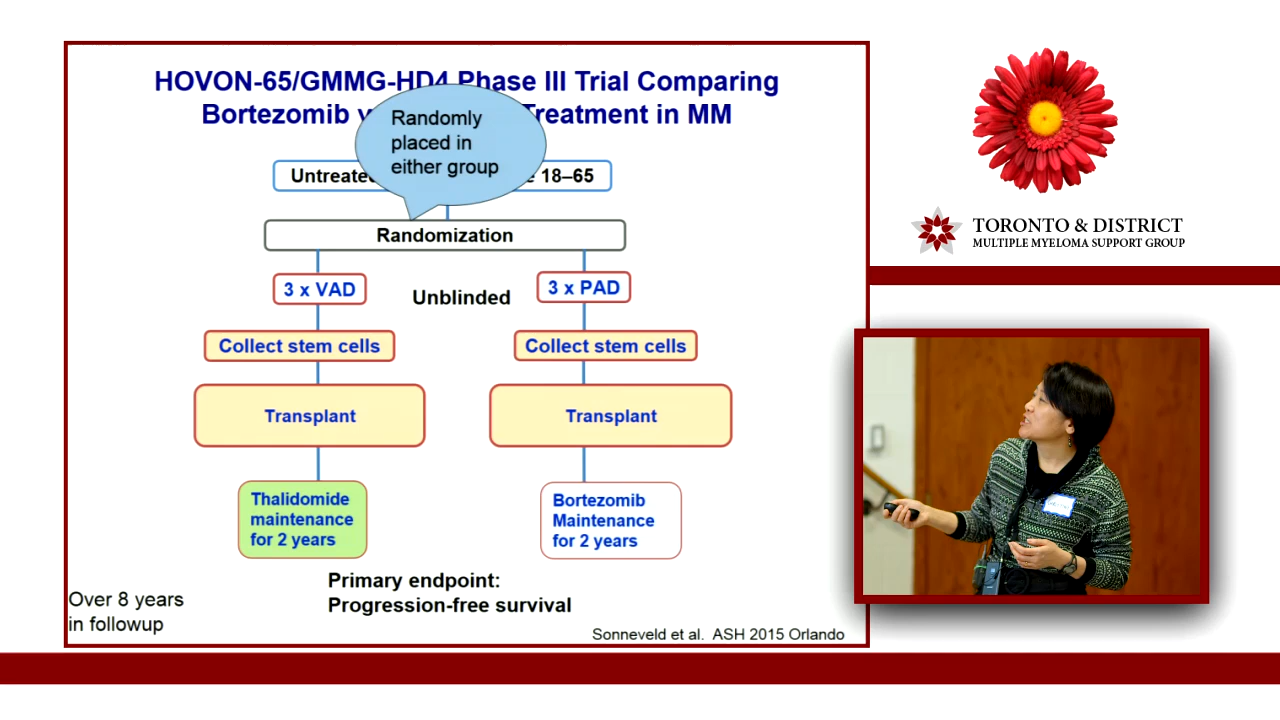 HOVON-65/GMMG-HD4 Phase III Trial Comparing
Bortezomib Treatment in MM
Randomly
placed in
either group
Untreated 18–65
Randomization
3 x VAD
Unblinded
3 x PAD
Collect stem cells
Collect stem cells
Transplant
Transplant
Thalidomide
maintenance
for 2 years
Bortezomib
Maintenance
for 2 years
Primary endpoint:
Progression-free survival
Over 8 years
in followup
Sonneveld et al. ASH 2015 Orlando
TORONTO & DISTRICT
MULTIPLE MYELOMA SUPPORT GROUP